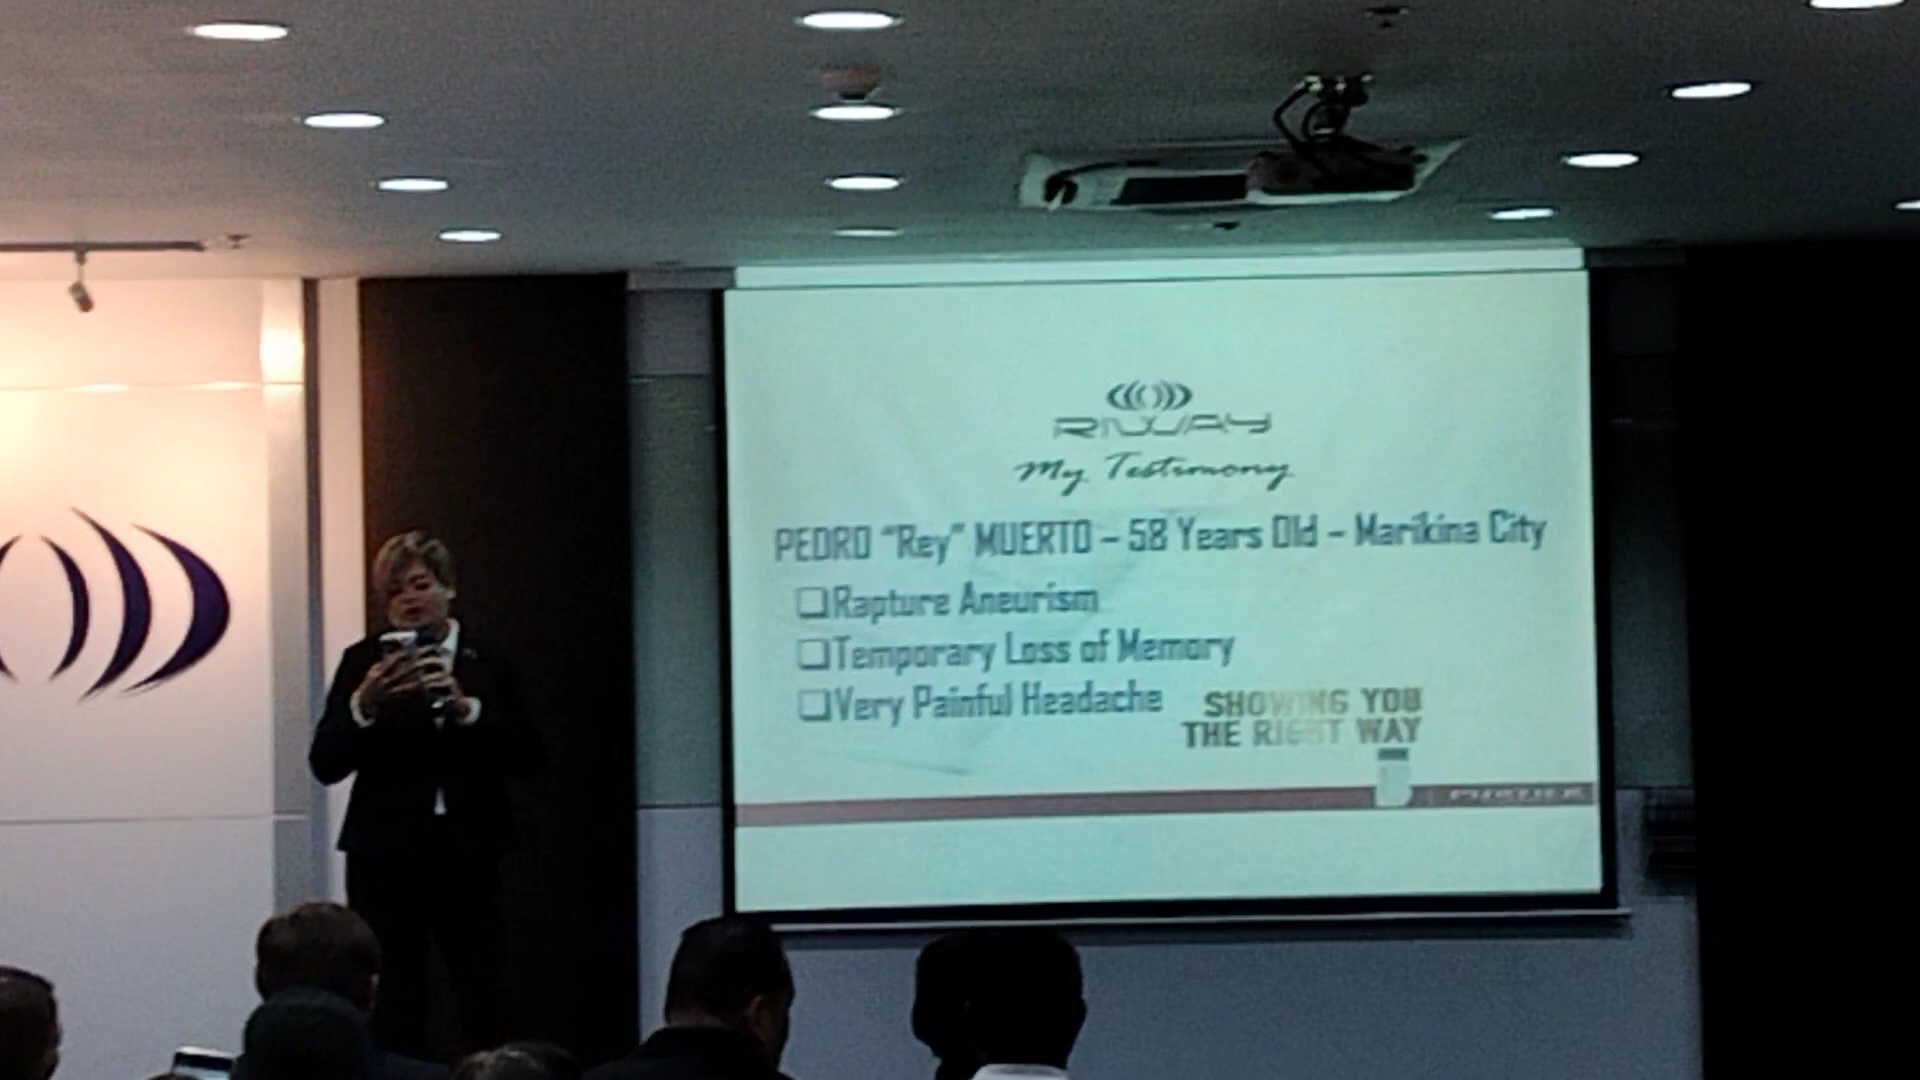 RIWAY
My Testimony
PEDRO "Rey" MUERTO – 58 Years Old – Marikina City
❑Rapture Aneurism
❑Temporary Loss of Memory
❑Very Painful Headache
SHOWING YOU
THE RIGHT WAY
PURTIER